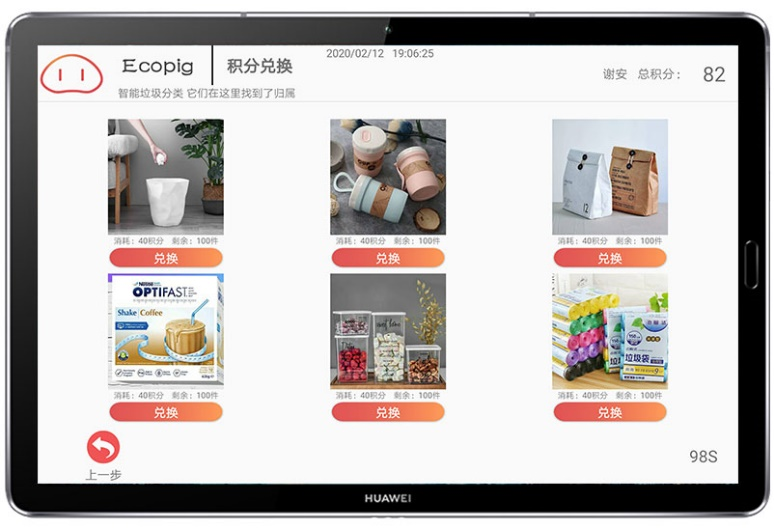 2020/02/12 19:06:25
Ecopig 积分兑换
谢安 总积分: 82
智能垃圾分类 它们在这里找到了归属
消耗: 40积分 剩余: 100件
消耗: 40积分 剩余: 100件
消耗: 40积分 剩余: 100件
兑换
兑换
兑换
NESTLÉ
OPTIFAST
Shake Coffee
垃圾袋
消耗: 40积分 剩余: 100件
消耗: 40积分 剩余: 100件
消耗: 40积分 剩余: 100件
兑换
兑换
兑换
上一步
98S
HUAWEI